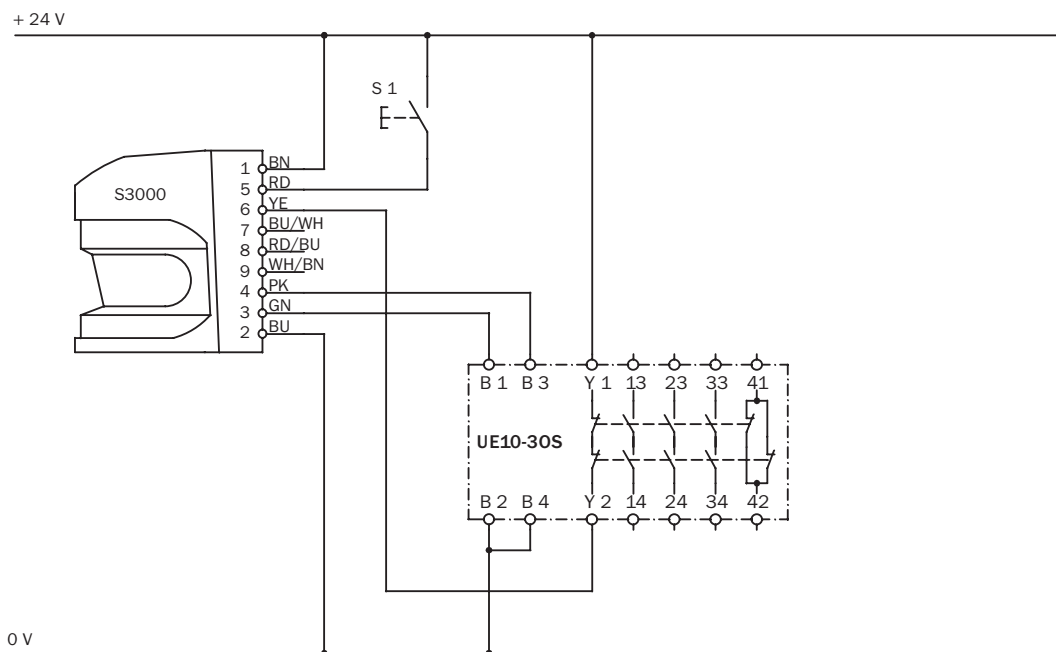 + 24 V
S 1
S3000
1 BN
5 RD
6 YE
7 BU/WH
8 RD/BU
9 WH/BN
4 PK
3 GN
2 BU
B 1 B 3 Y 1 13 23 33 41
UE10-30S
B 2 B 4 Y 2 14 24 34 42
0 V